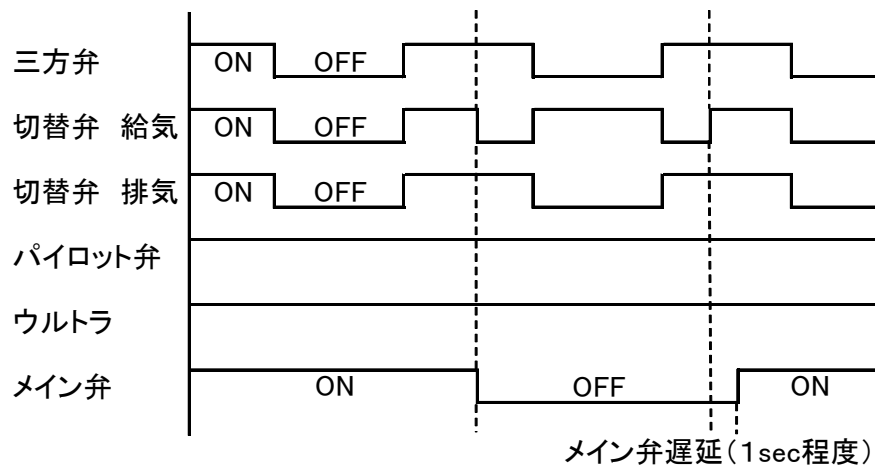 三方弁 ON OFF
切替弁 給気 ON OFF
切替弁 排気 ON OFF
パイロット弁
ウルトラ
メイン弁 ON OFF ON
メイン弁遅延(1sec程度)